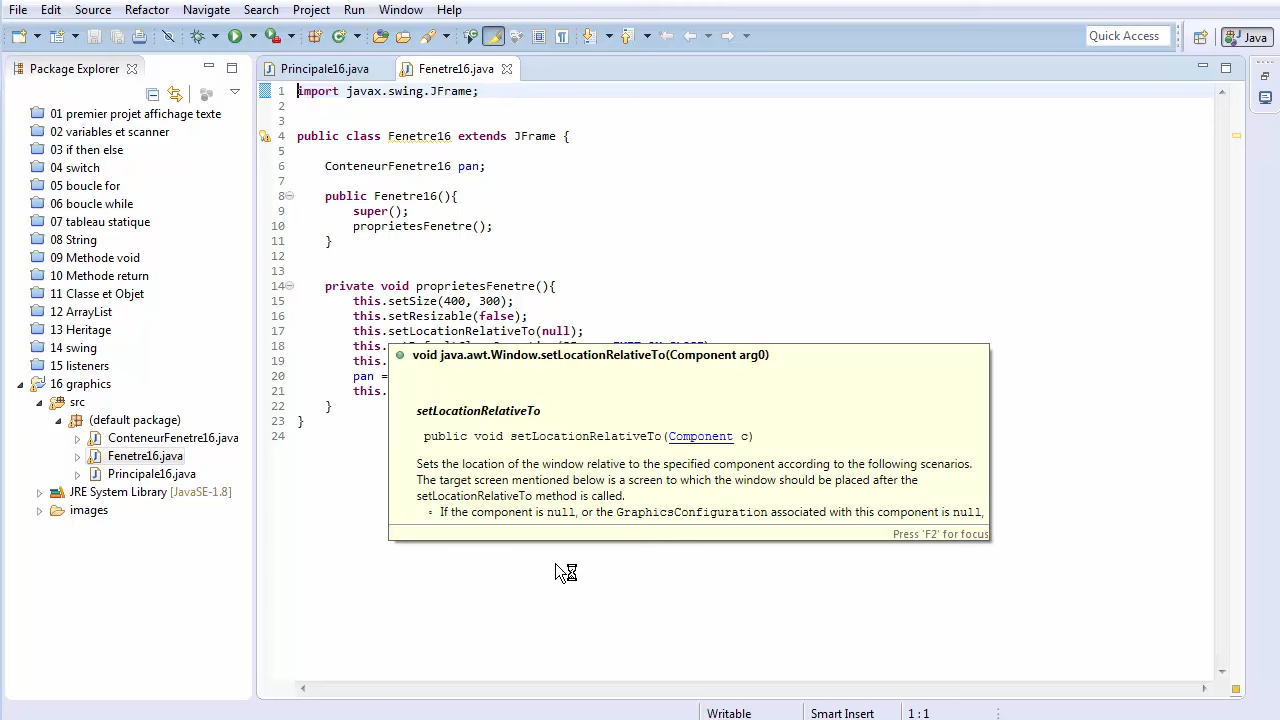 File Edit Source Refactor Navigate Search Project Run Window Help
Quick Access
Java
Package Explorer
Principale16.java
Fenetre16.java
01 premier projet affichage texte
02 variables et scanner
03 if then else
04 switch
05 boucle for
06 boucle while
07 tableau statique
08 String
09 Methode void
10 Methode return
11 Classe et Objet
12 ArrayList
13 Heritage
14 swing
15 listeners
16 graphics
src
(default package)
ConteneurFenetre16.java
Fenetre16.java
Principale16.java
JRE System Library [JavaSE-1.8]
images
1 import javax.swing.JFrame;
2
3
4 public class Fenetre16 extends JFrame {
5
6 ConteneurFenetre16 pan;
7
8 public Fenetre16(){
9 super();
10 proprietesFenetre();
11 }
12
13
14 private void proprietesFenetre(){
15 this.setSize(400, 300);
16 this.setResizable(false);
17 this.setLocationRelativeTo(null);
18 this.
19 this.
20 pan =
21 this.
22 }
23 }
24
void java.awt.Window.setLocationRelativeTo(Component arg0)
setLocationRelativeTo
public void setLocationRelativeTo(Component c)
Sets the location of the window relative to the specified component according to the following scenarios.
The target screen mentioned below is a screen to which the window should be placed after the
setLocationRelativeTo method is called.
If the component is null, or the GraphicsConfiguration associated with this component is null,
Press 'F2' for focus
Writable Smart Insert 1 : 1